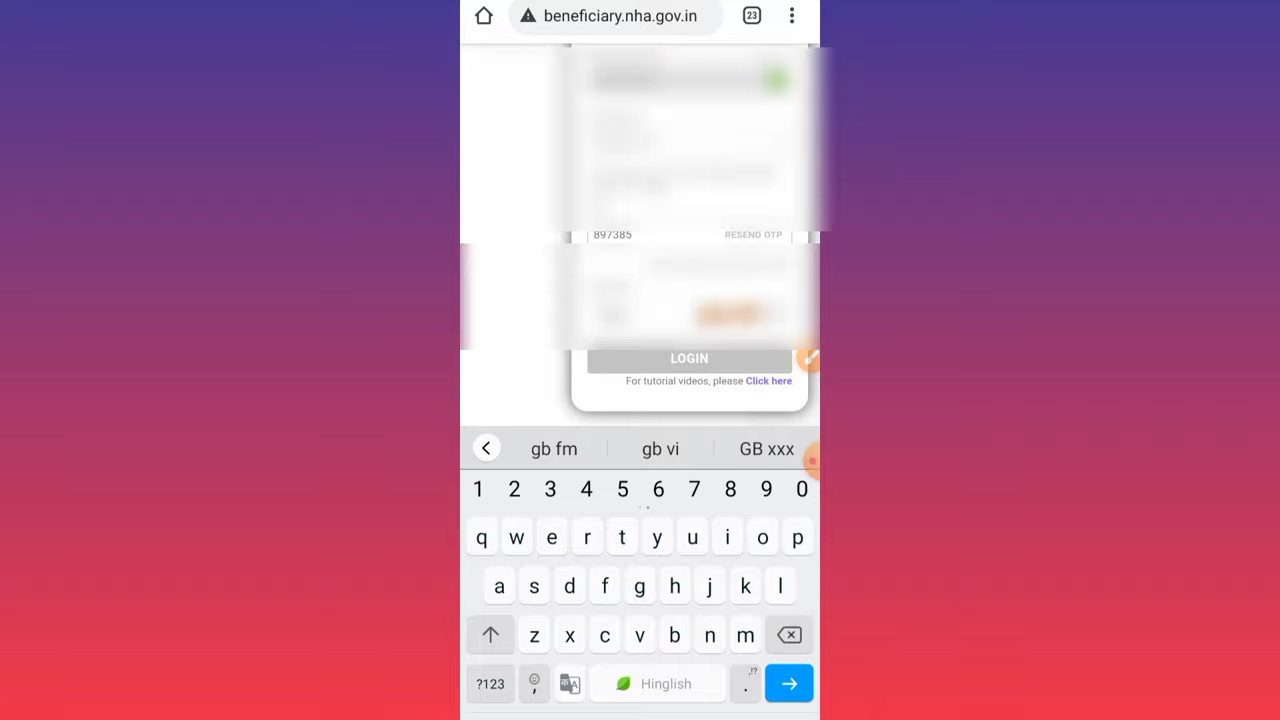 beneficiary.nha.gov.in 23
897385 RESEND OTP
LOGIN
For tutorial videos, please Click here
gb fm gb vi GB xxx
1 2 3 4 5 6 7 8 9 0
q w e r t y u i o p
a s d f g h j k l
z x c v b n m
?123 , Hinglish . ,!?